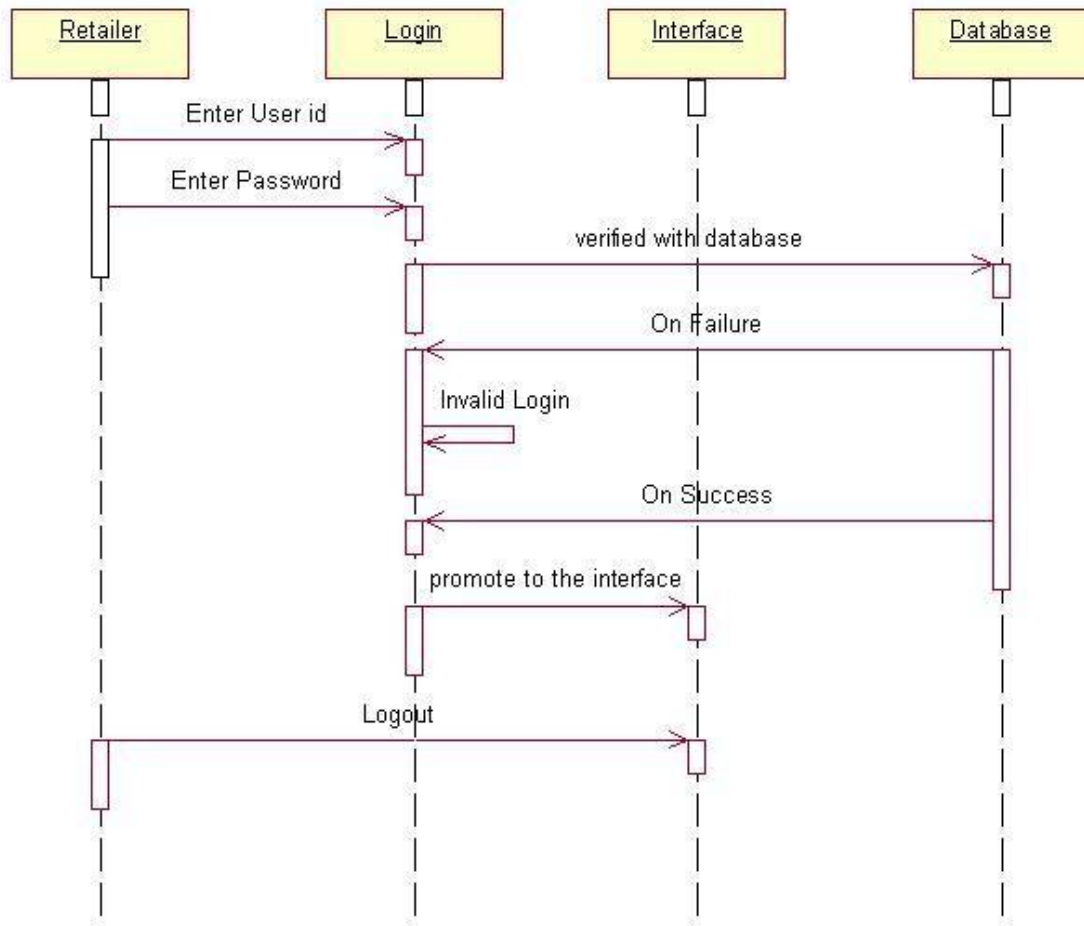 Retailer
Login
Interface
Database
Enter User id
Enter Password
verified with database
On Failure
Invalid Login
On Success
promote to the interface
Logout